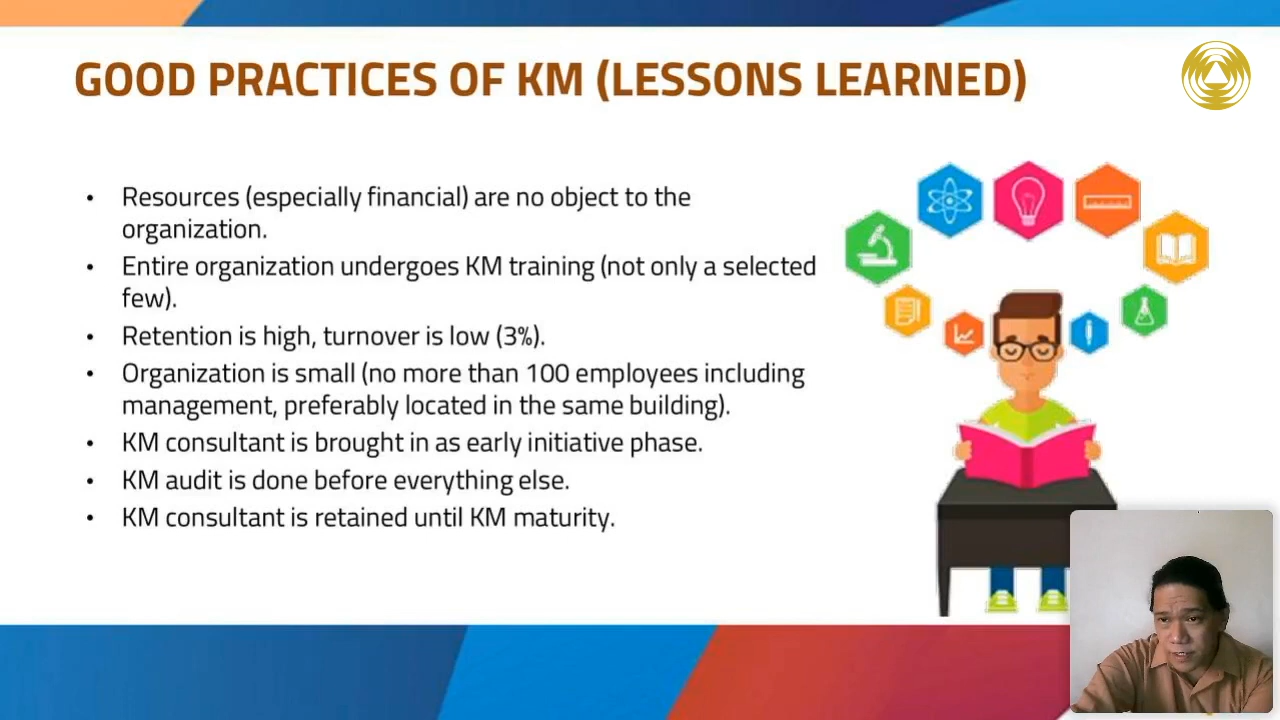 GOOD PRACTICES OF KM (LESSONS LEARNED)
• Resources (especially financial) are no object to the
organization.
• Entire organization undergoes KM training (not only a selected
few).
• Retention is high, turnover is low (3%).
• Organization is small (no more than 100 employees including
management, preferably located in the same building).
• KM consultant is brought in as early initiative phase.
• KM audit is done before everything else.
• KM consultant is retained until KM maturity.